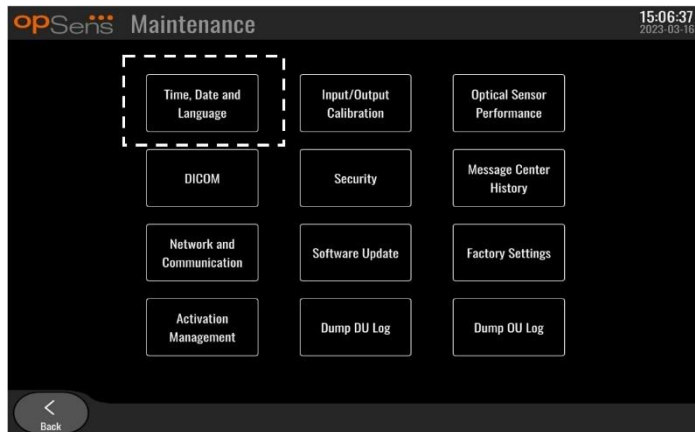 opSens Maintenance
15:06:37
2023-03-16
Time, Date and
Language
Input/Output
Calibration
Optical Sensor
Performance
DICOM
Security
Message Center
History
Network and
Communication
Software Update
Factory Settings
Activation
Management
Dump DU Log
Dump OU Log
Back